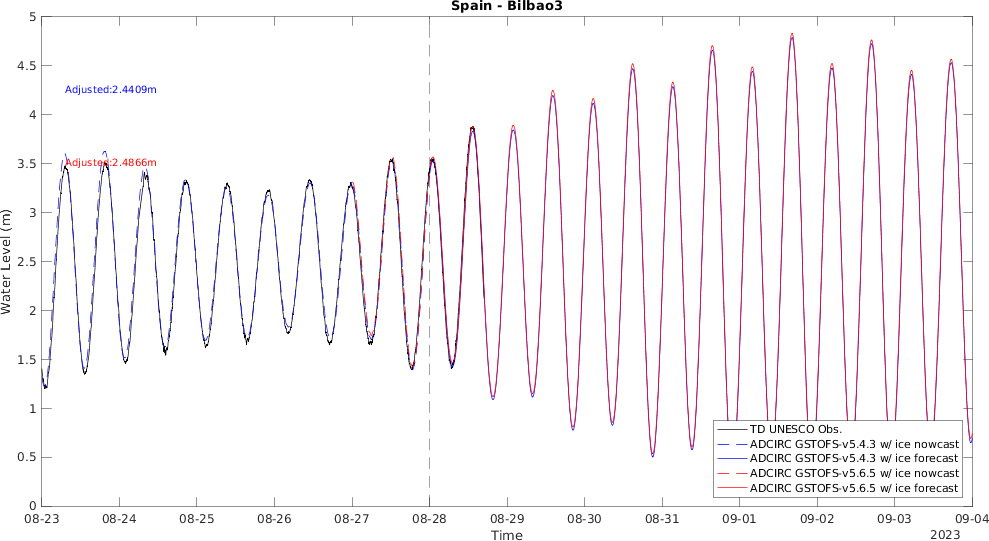 Spain - Bilbao3
Water Level (m)
5
4.5
4
3.5
3
2.5
2
1.5
1
0.5
0
Adjusted:2.4409m
Adjusted:2.4866m
TD UNESCO Obs.
ADCIRC GSTOFS-v5.4.3 w/ ice nowcast
ADCIRC GSTOFS-v5.4.3 w/ ice forecast
ADCIRC GSTOFS-v5.6.5 w/ ice nowcast
ADCIRC GSTOFS-v5.6.5 w/ ice forecast
08-23 08-24 08-25 08-26 08-27 08-28 08-29 08-30 08-31 09-01 09-02 09-03 09-04
Time
2023